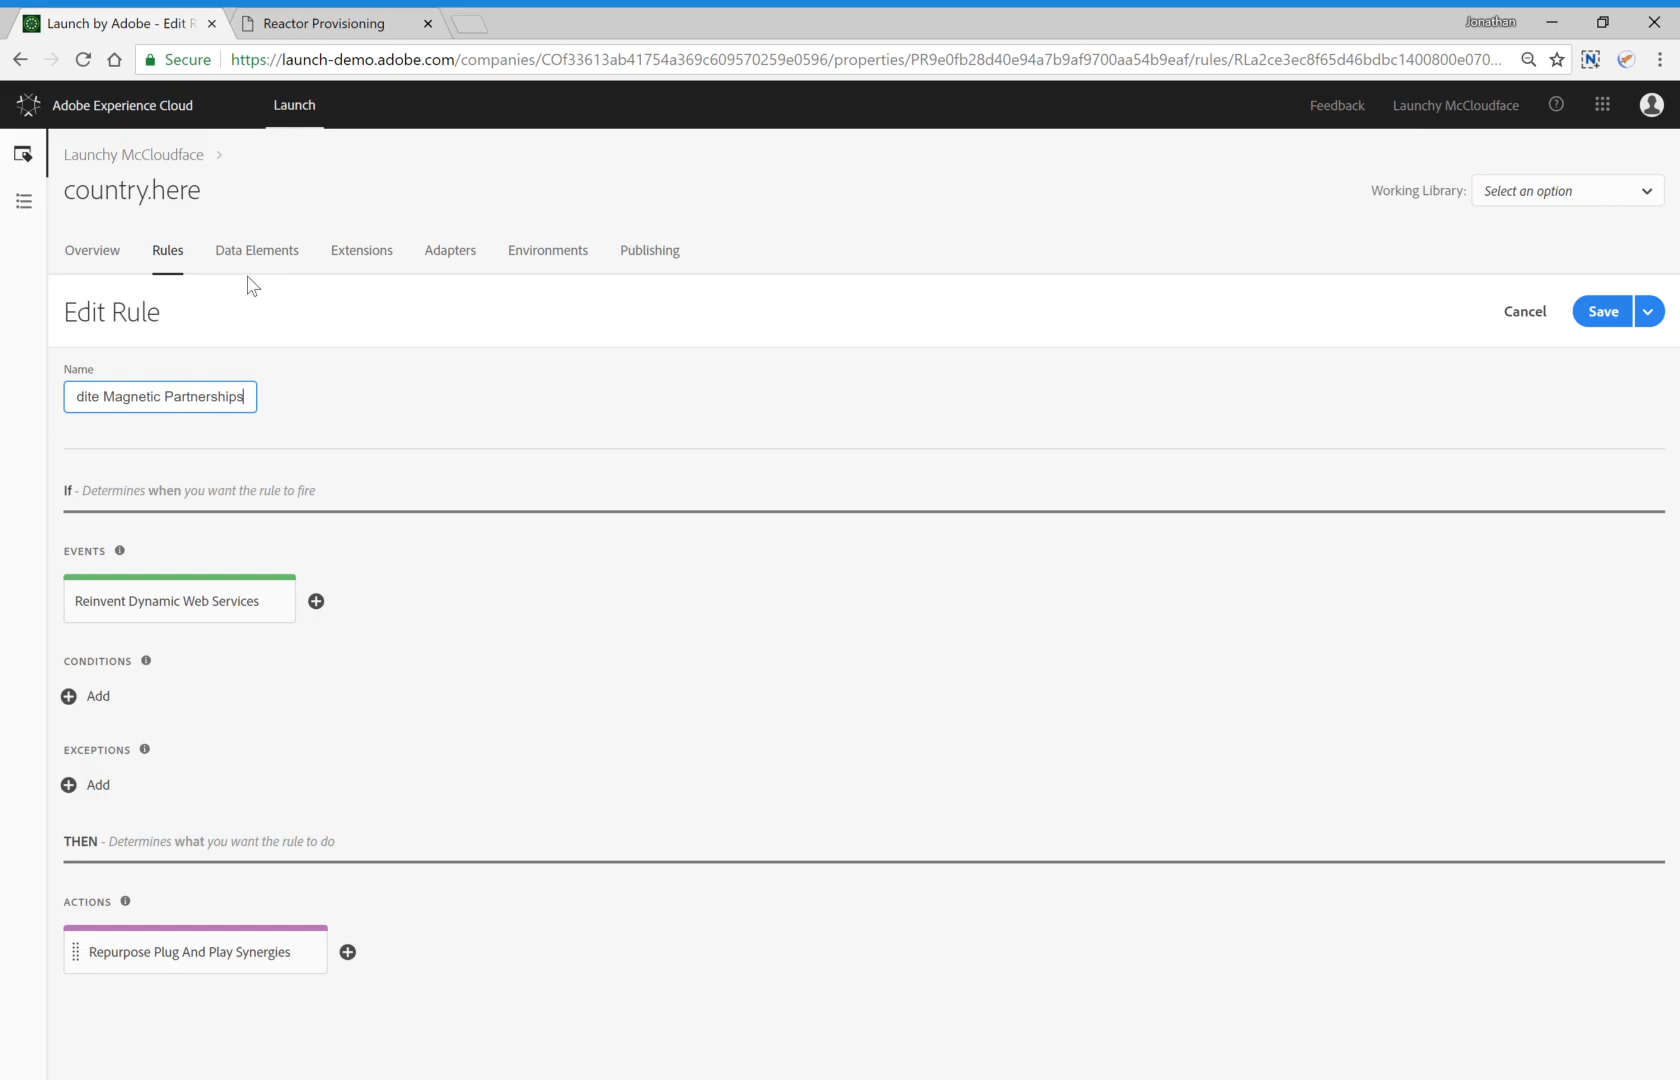 Launch by Adobe - Edit R
Reactor Provisioning
Jonathan
Secure
https://launch-demo.adobe.com/companies/COf33613ab41754a369c609570259e0596/properties/PR9e0fb28d40e94a7b9af9700aa54b9eaf/rules/RLa2ce3ec8f65d46bdbc1400800e070...
Adobe Experience Cloud
Launch
Feedback
Launchy McCloudface
Launchy McCloudface >
country.here
Working Library:
Select an option
Overview
Rules
Data Elements
Extensions
Adapters
Environments
Publishing
Edit Rule
Cancel
Save
Name
dite Magnetic Partnerships
If - Determines when you want the rule to fire
EVENTS
Reinvent Dynamic Web Services
CONDITIONS
Add
EXCEPTIONS
Add
THEN - Determines what you want the rule to do
ACTIONS
Repurpose Plug And Play Synergies